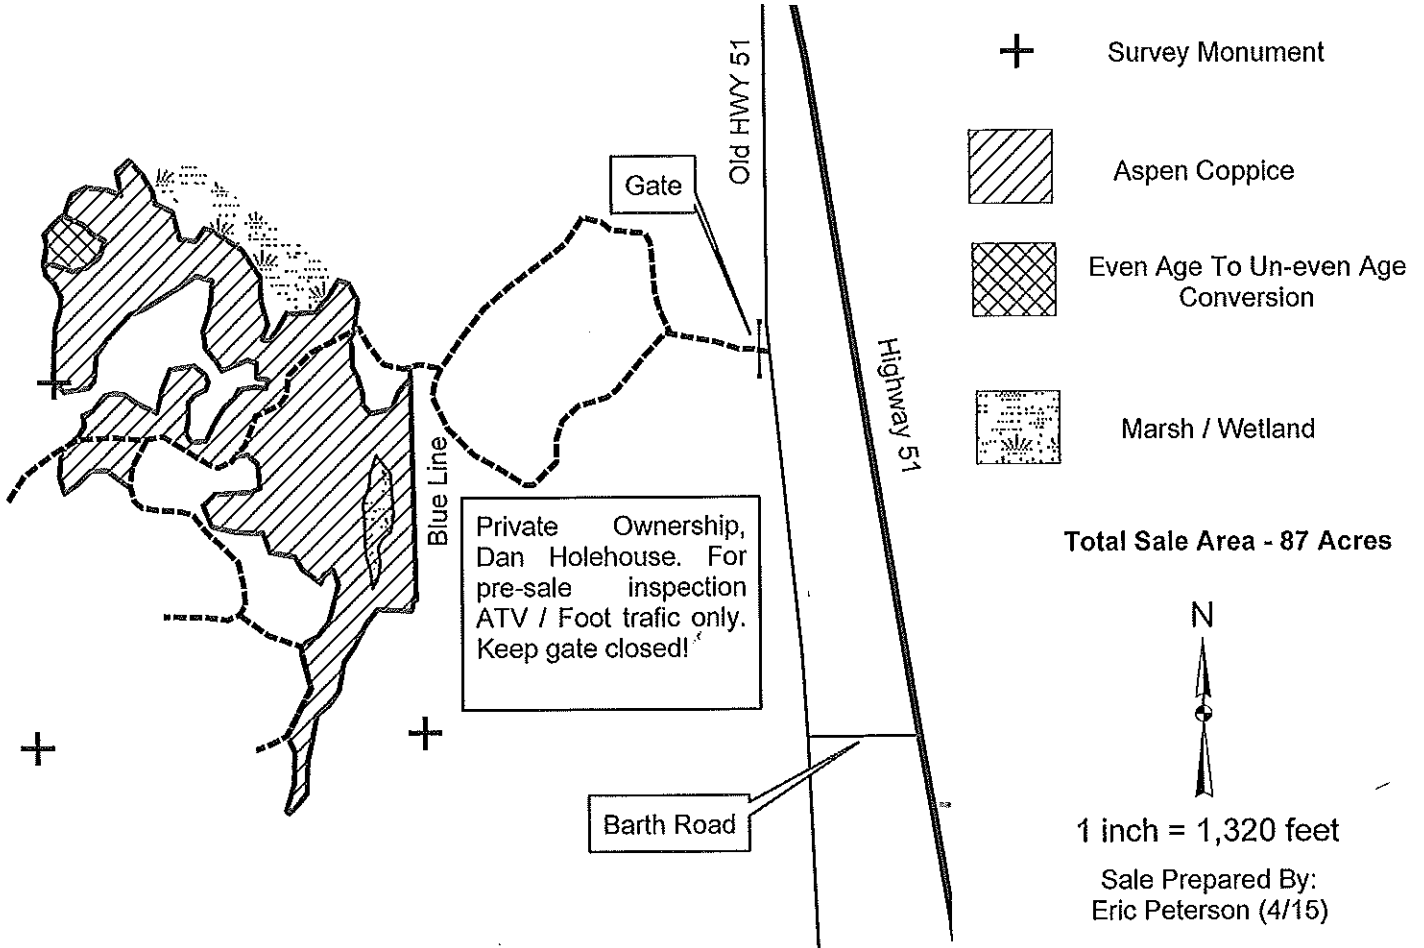 Old HWY 51
Survey Monument
Gate
Aspen Coppice
Even Age To Un-even Age
Conversion
Highway 51
Marsh / Wetland
Blue Line
Private Ownership,
Dan Holehouse. For
pre-sale inspection
ATV / Foot trafic only.
Keep gate closed!
Total Sale Area - 87 Acres
N
Barth Road
1 inch = 1,320 feet
Sale Prepared By:
Eric Peterson (4/15)